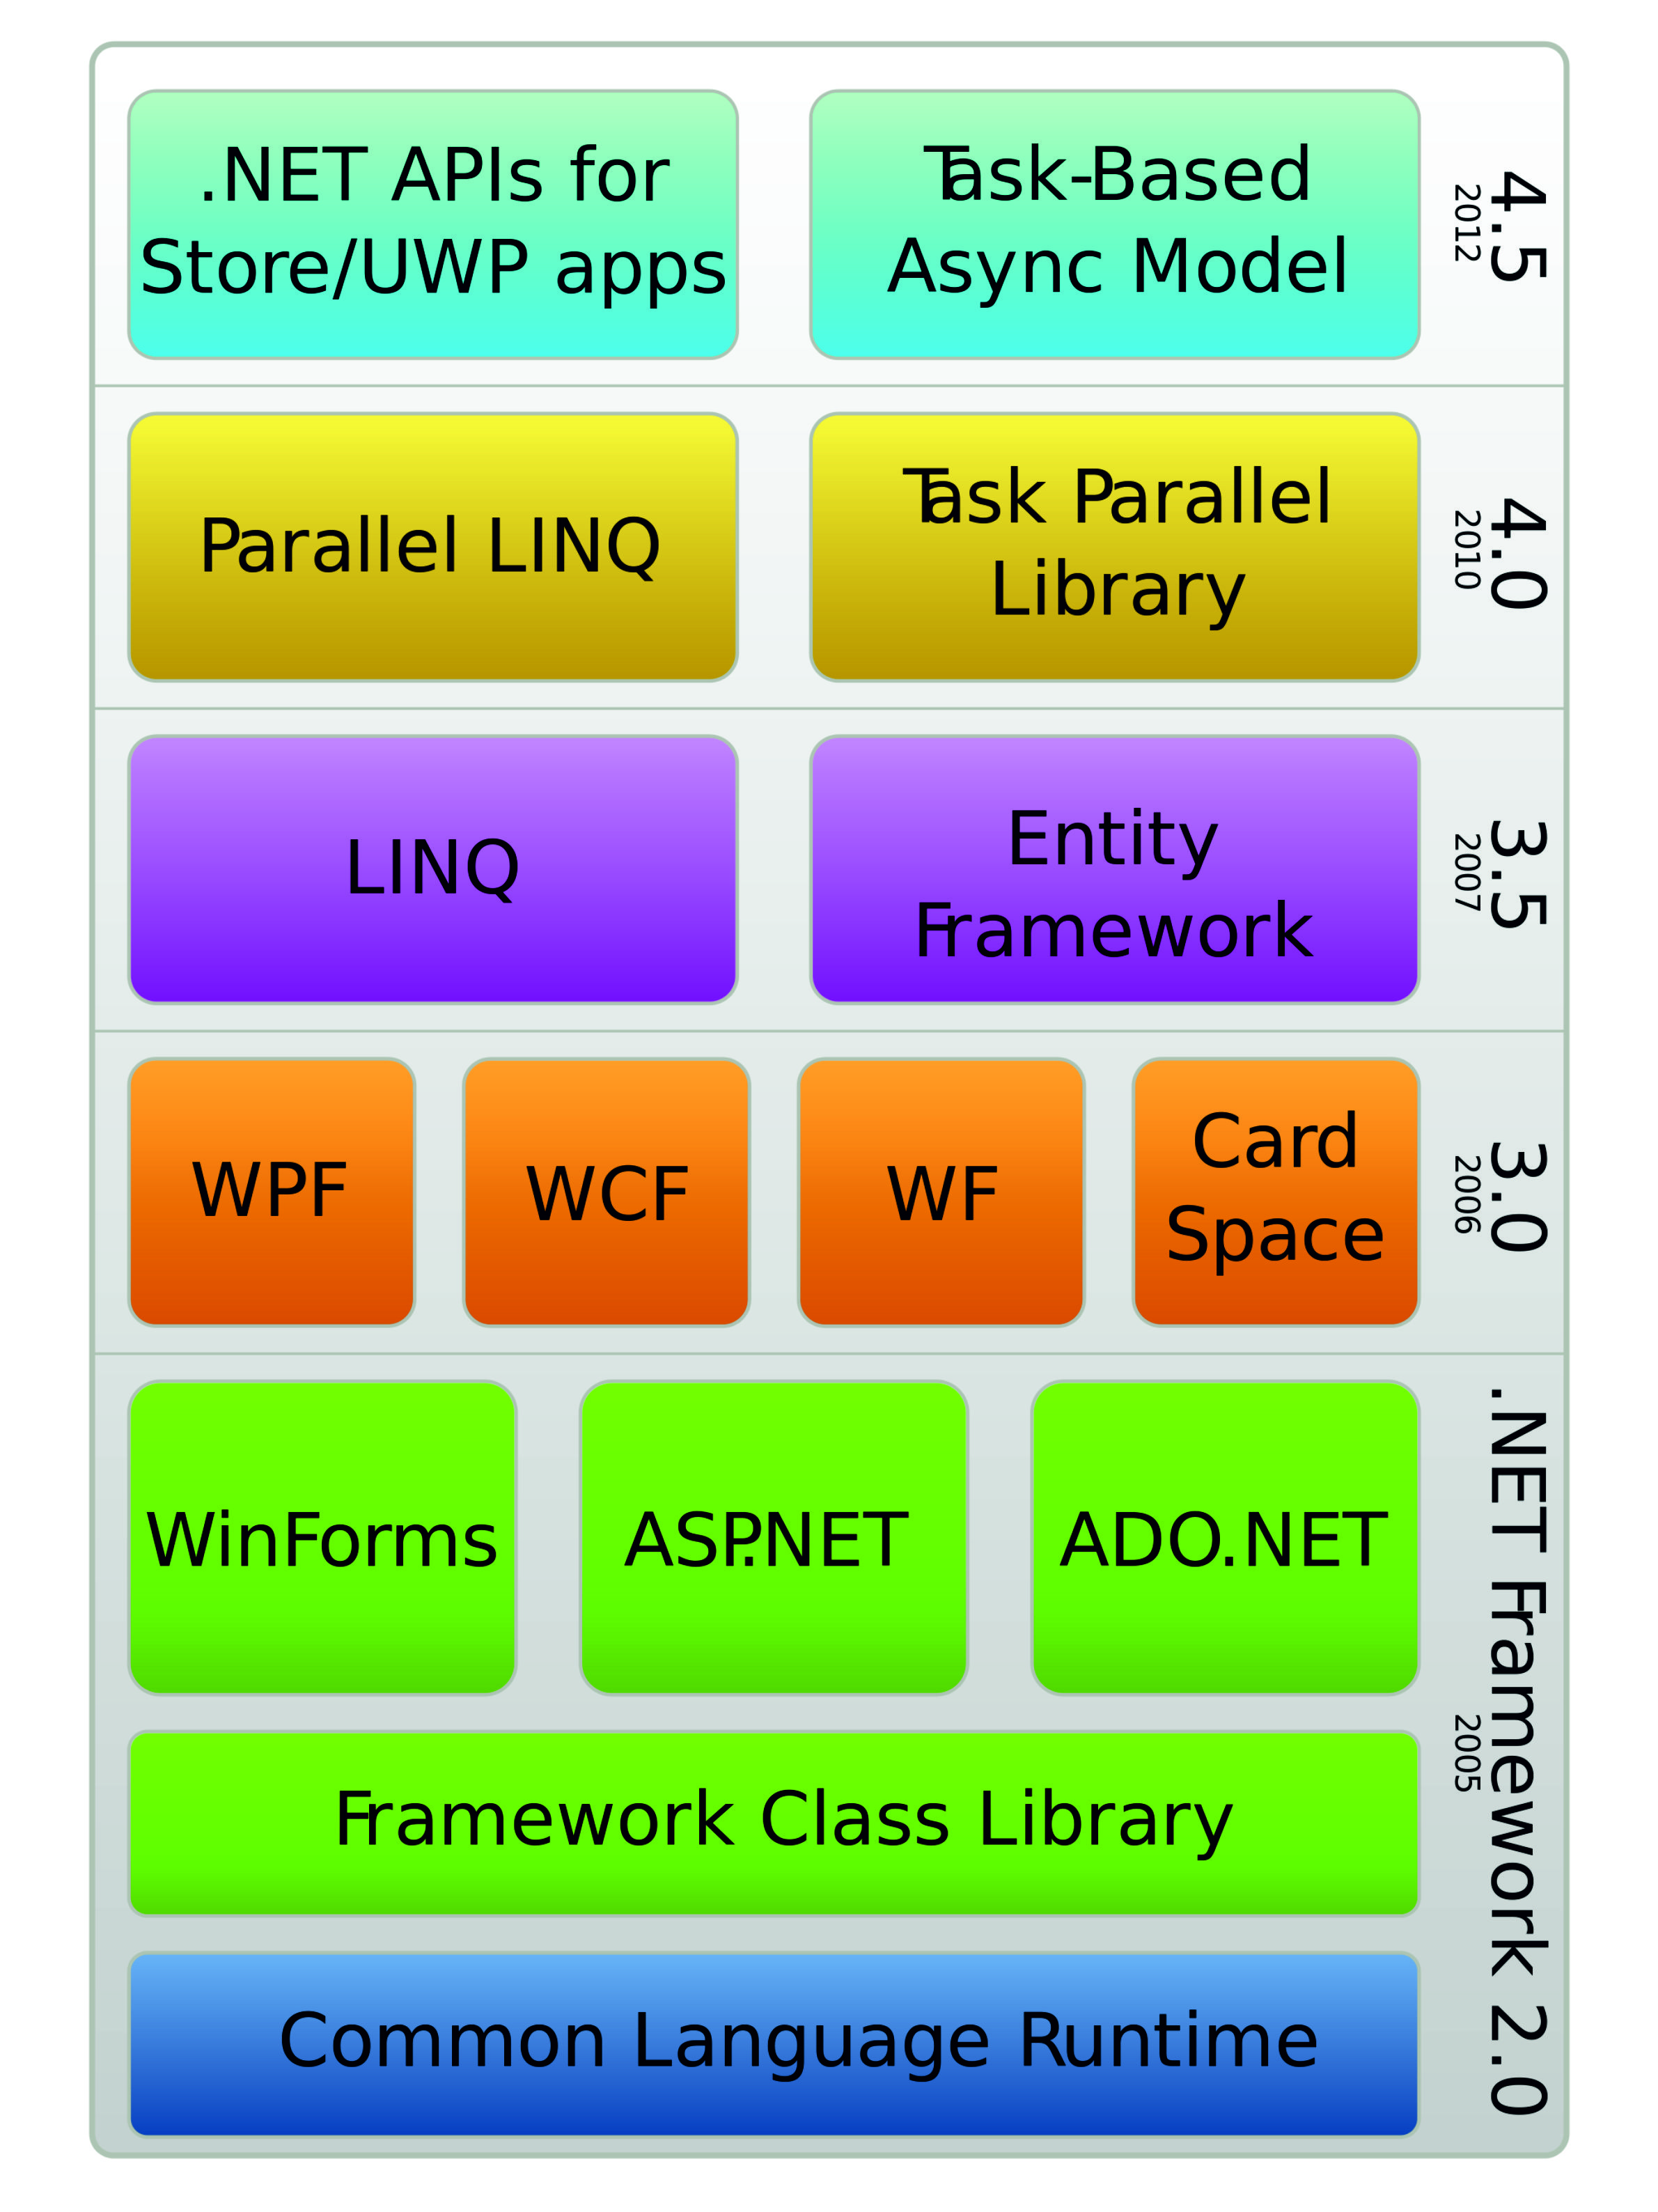 .NET APIs for
Store/UWP apps
Task-Based
Async Model
4.5
2012
Parallel LINQ
Task Parallel
Library
4.0
2010
LINQ
Entity
Framework
3.5
2007
WPF
WCF
WF
Card
Space
3.0
2006
WinForms
ASP.NET
ADO.NET
Framework Class Library
Common Language Runtime
.NET Framework 2.0
2005